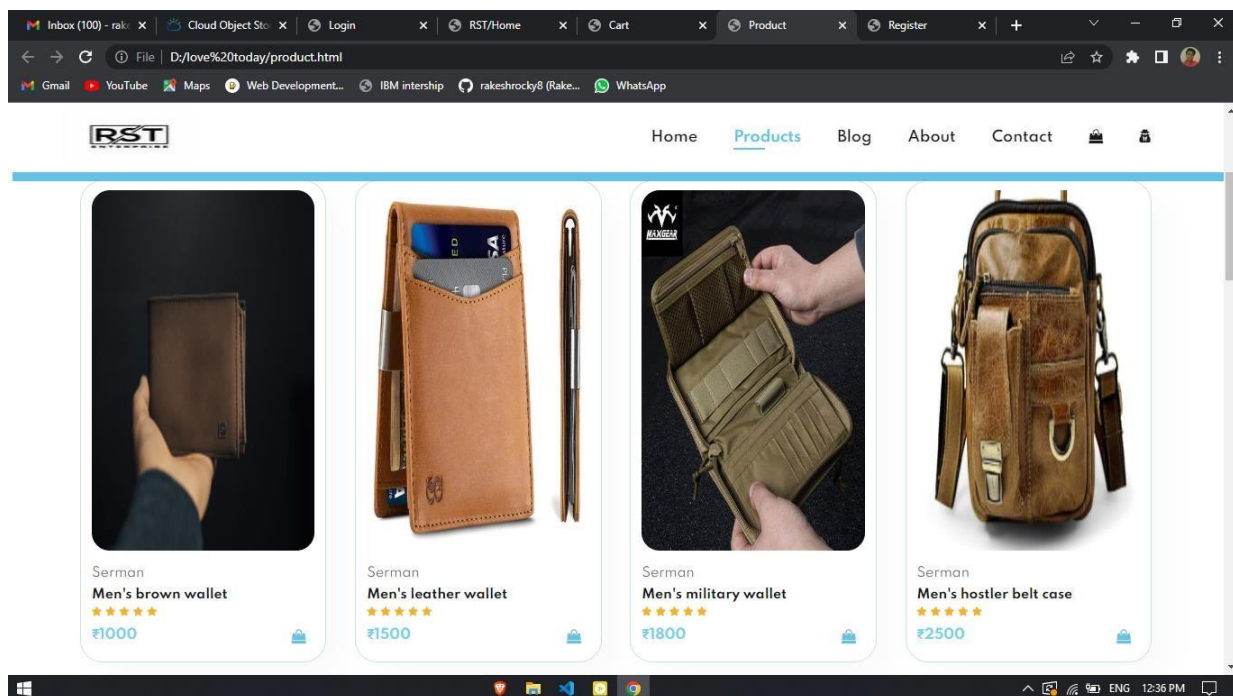 Inbox (100) - rak
Cloud Object Sto
Login
RST/Home
Cart
Product
Register
File
D:/love%20today/product.html
Gmail
YouTube
Maps
Web Development...
IBM intership
rakeshrocky8 (Rake...
WhatsApp
RST
ENTERPRISE
Home
Products
Blog
About
Contact
MAXGEAR
VISA
Serman
Men's brown wallet
₹1000
Serman
Men's leather wallet
₹1500
Serman
Men's military wallet
₹1800
Serman
Men's hostler belt case
₹2500
ENG
12:36 PM